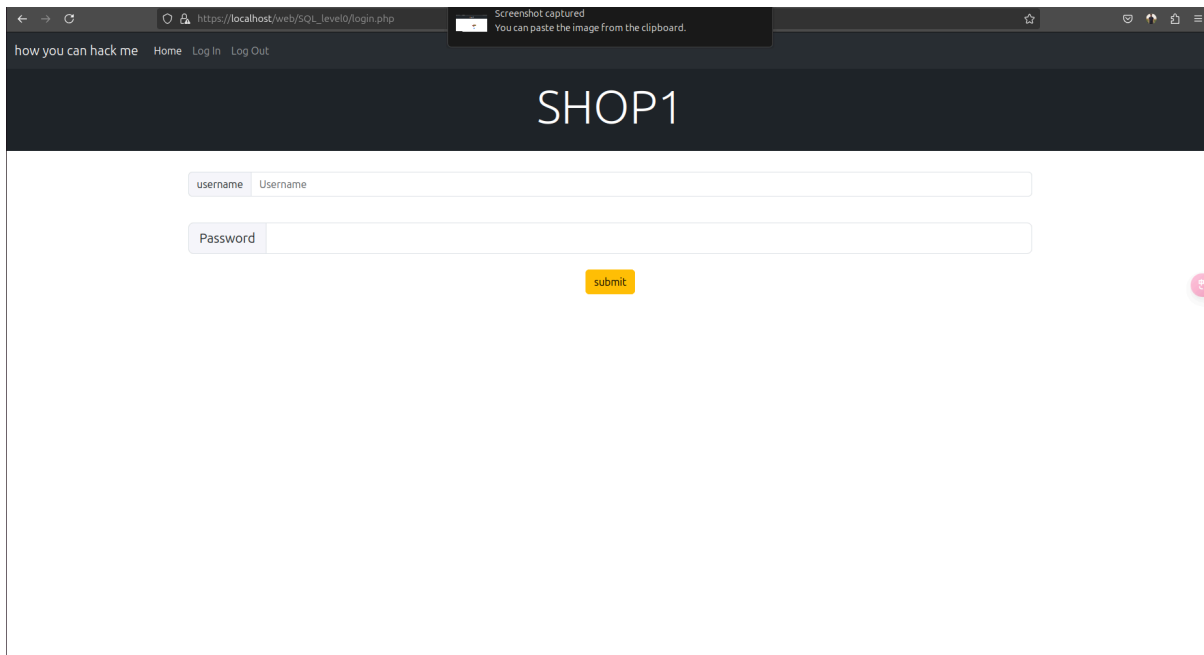 https://localhost/web/SQL_level0/login.php
Screenshot captured
You can paste the image from the clipboard.
how you can hack me Home Log In Log Out
SHOP1
username Username
Password
submit